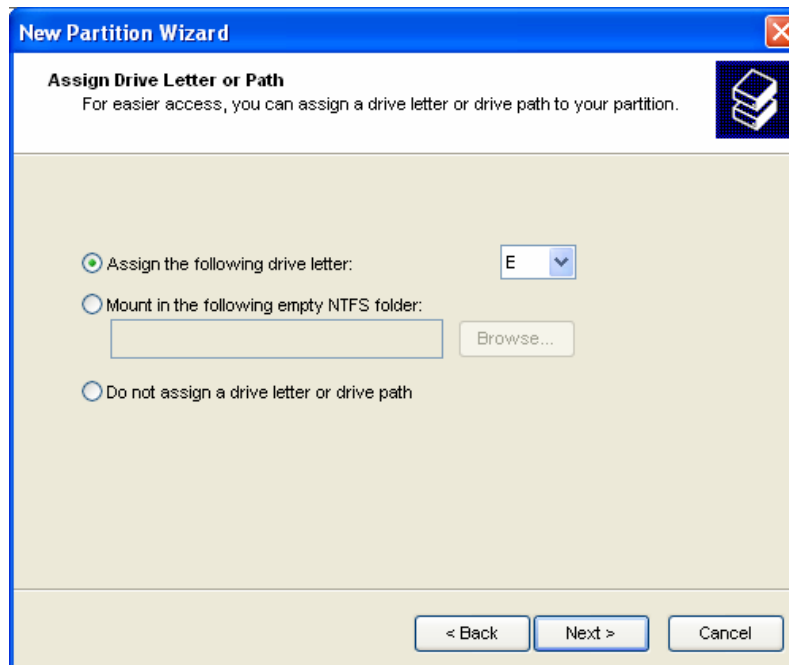 New Partition Wizard
Assign Drive Letter or Path
For easier access, you can assign a drive letter or drive path to your partition.
Assign the following drive letter: E
Mount in the following empty NTFS folder:
Browse...
Do not assign a drive letter or drive path
< Back Next > Cancel